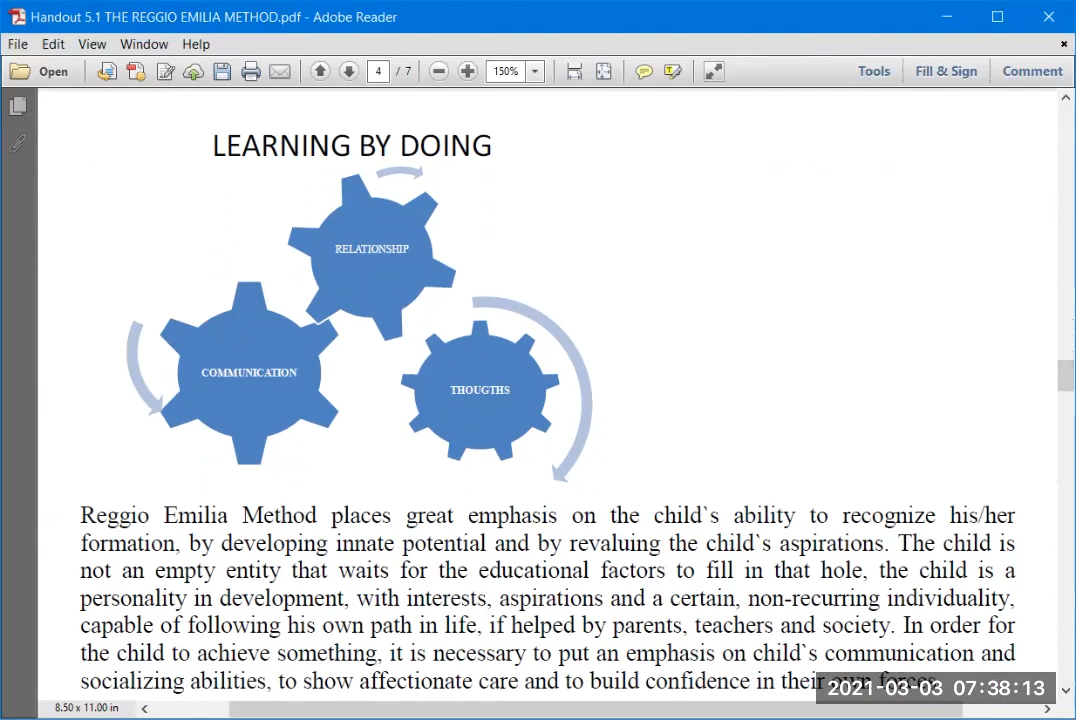 Handout 5.1 THE REGGIO EMILIA METHOD.pdf - Adobe Reader
File Edit View Window Help
Open 4 / 7 150% Tools Fill & Sign Comment
LEARNING BY DOING
RELATIONSHIP
COMMUNICATION
THOUGTHS
Reggio Emilia Method places great emphasis on the child`s ability to recognize his/her
formation, by developing innate potential and by revaluing the child`s aspirations. The child is
not an empty entity that waits for the educational factors to fill in that hole, the child is a
personality in development, with interests, aspirations and a certain, non-recurring individuality,
capable of following his own path in life, if helped by parents, teachers and society. In order for
the child to achieve something, it is necessary to put an emphasis on child`s communication and
socializing abilities, to show affectionate care and to build confidence in their own forces.
2021-03-03 07:38:13
8.50 x 11.00 in